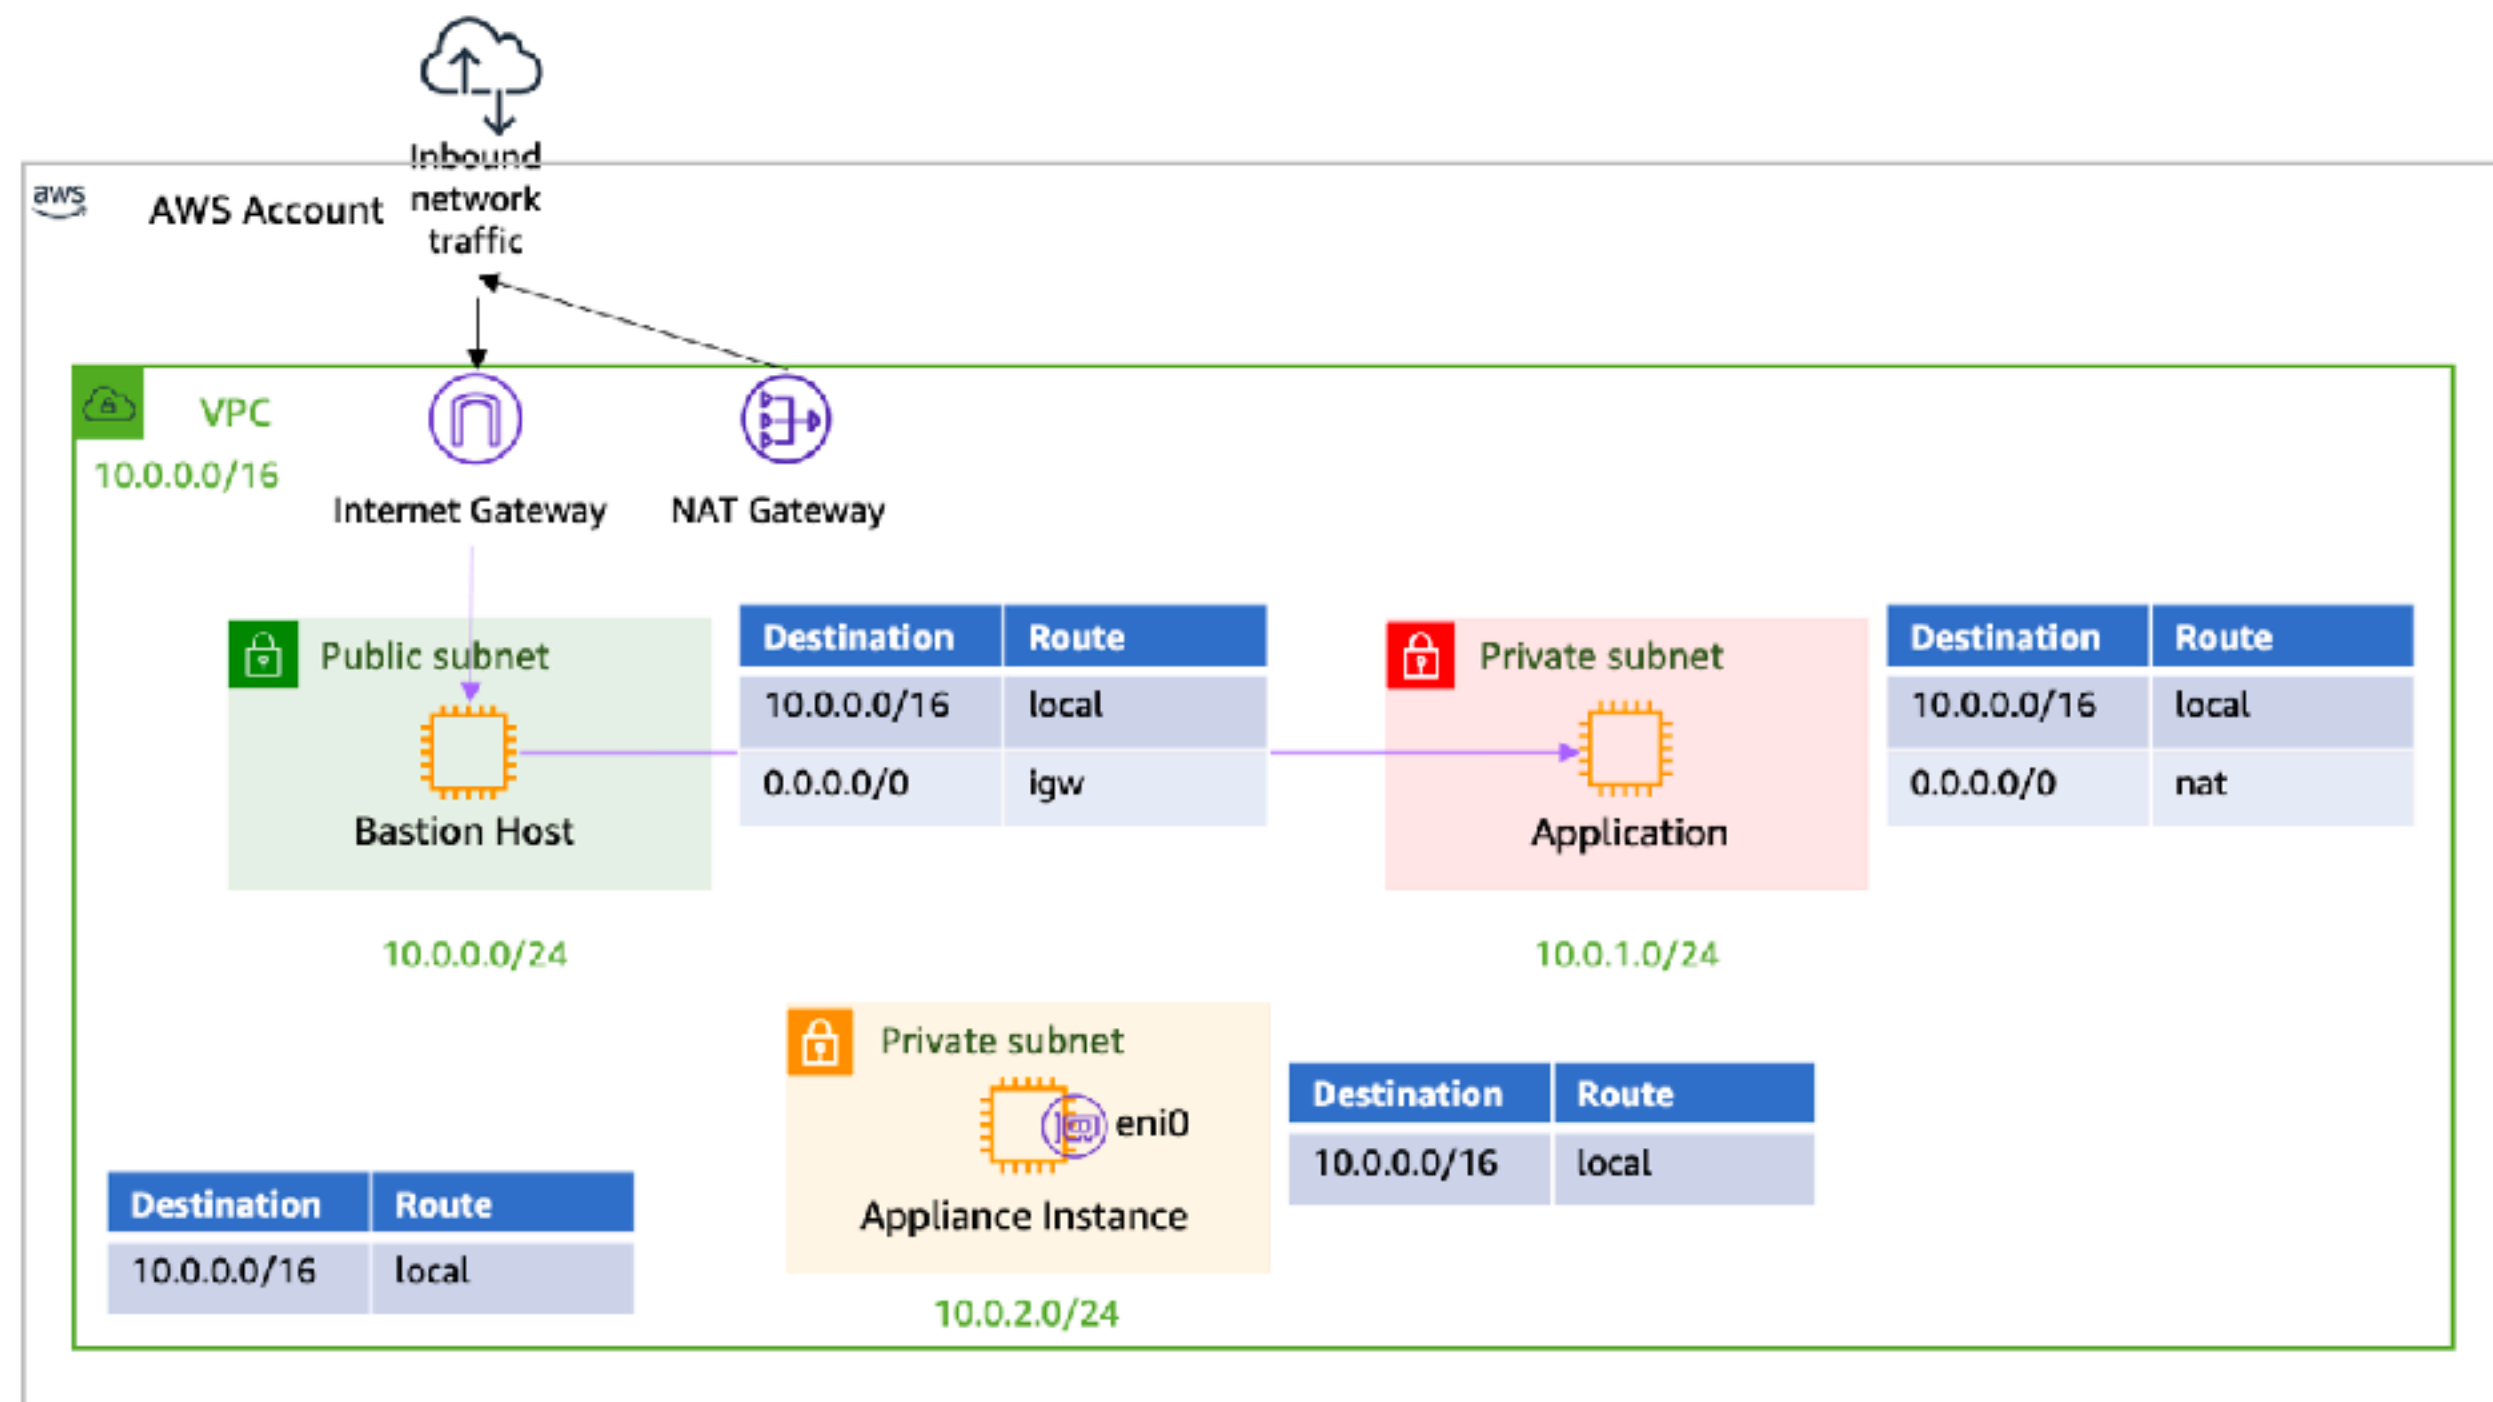 Inbound
network
traffic
aws
AWS Account
VPC
10.0.0.0/16
Internet Gateway
NAT Gateway
Public subnet
Bastion Host
10.0.0.0/24
Destination Route
10.0.0.0/16 local
0.0.0.0/0 igw
Private subnet
Application
10.0.1.0/24
Destination Route
10.0.0.0/16 local
0.0.0.0/0 nat
Private subnet
eni0
Appliance Instance
10.0.2.0/24
Destination Route
10.0.0.0/16 local
Destination Route
10.0.0.0/16 local